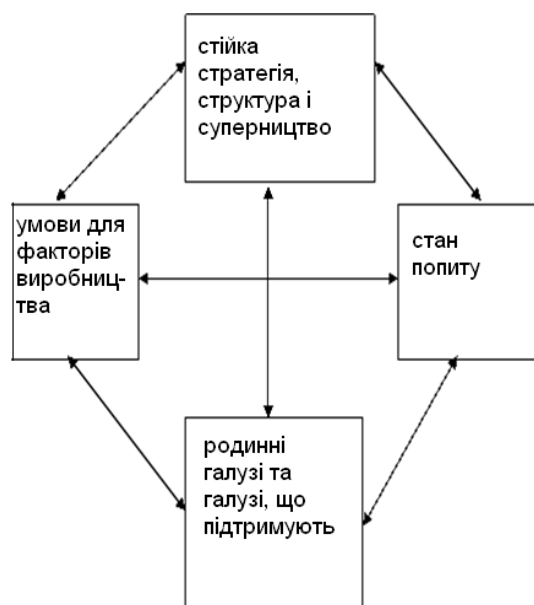 стійка
стратегія,
структура і
суперництво
умови для
факторів
виробниц-
тва
стан
попиту
родинні
галузі та
галузі, що
підтримують